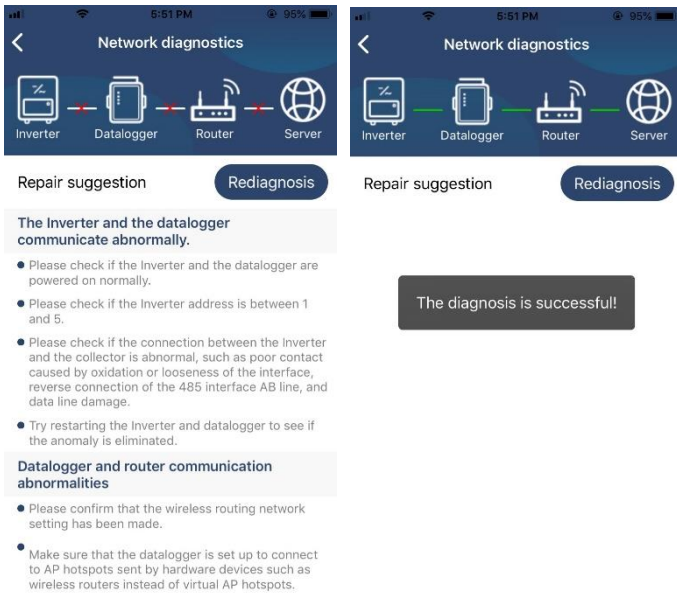 5:51 PM
95%
Network diagnostics
Inverter Datalogger Router Server
Repair suggestion Rediagnosis
The Inverter and the datalogger
communicate abnormally.
Please check if the Inverter and the datalogger are
powered on normally.
Please check if the Inverter address is between 1
and 5.
Please check if the connection between the Inverter
and the collector is abnormal, such as poor contact
caused by oxidation or looseness of the interface,
reverse connection of the 485 interface AB line, and
data line damage.
Try restarting the Inverter and datalogger to see if
the anomaly is eliminated.
Datalogger and router communication
abnormalities
Please confirm that the wireless routing network
setting has been made.
Make sure that the datalogger is set up to connect
to AP hotspots sent by hardware devices such as
wireless routers instead of virtual AP hotspots.
5:51 PM
95%
Network diagnostics
Inverter Datalogger Router Server
Repair suggestion Rediagnosis
The diagnosis is successful!